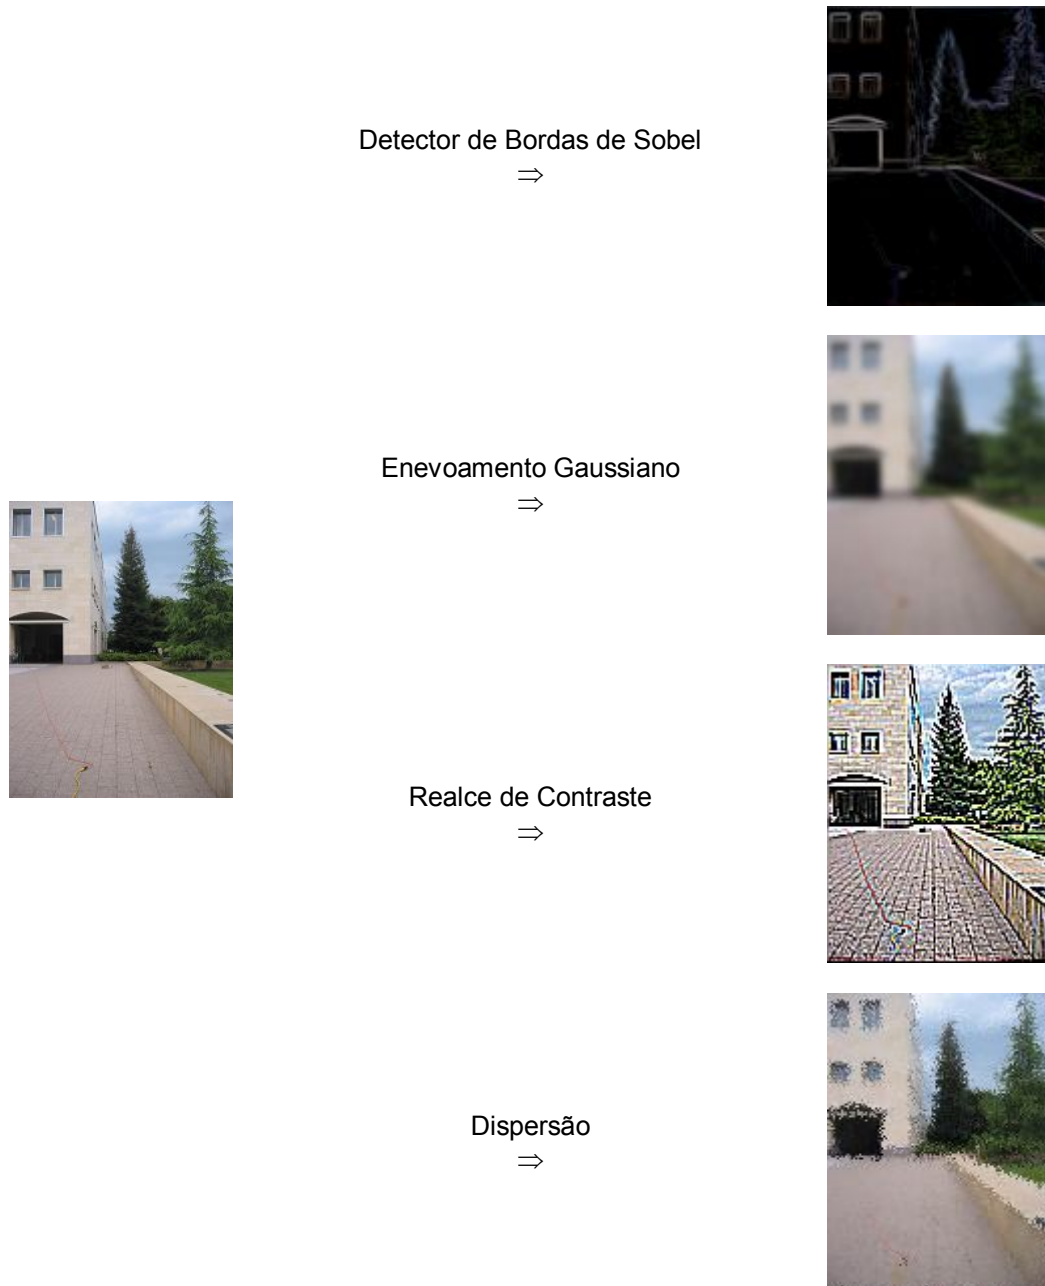 Detector de Bordas de Sobel
⇒
Enevoamento Gaussiano
⇒
Realce de Contraste
⇒
Dispersão
⇒